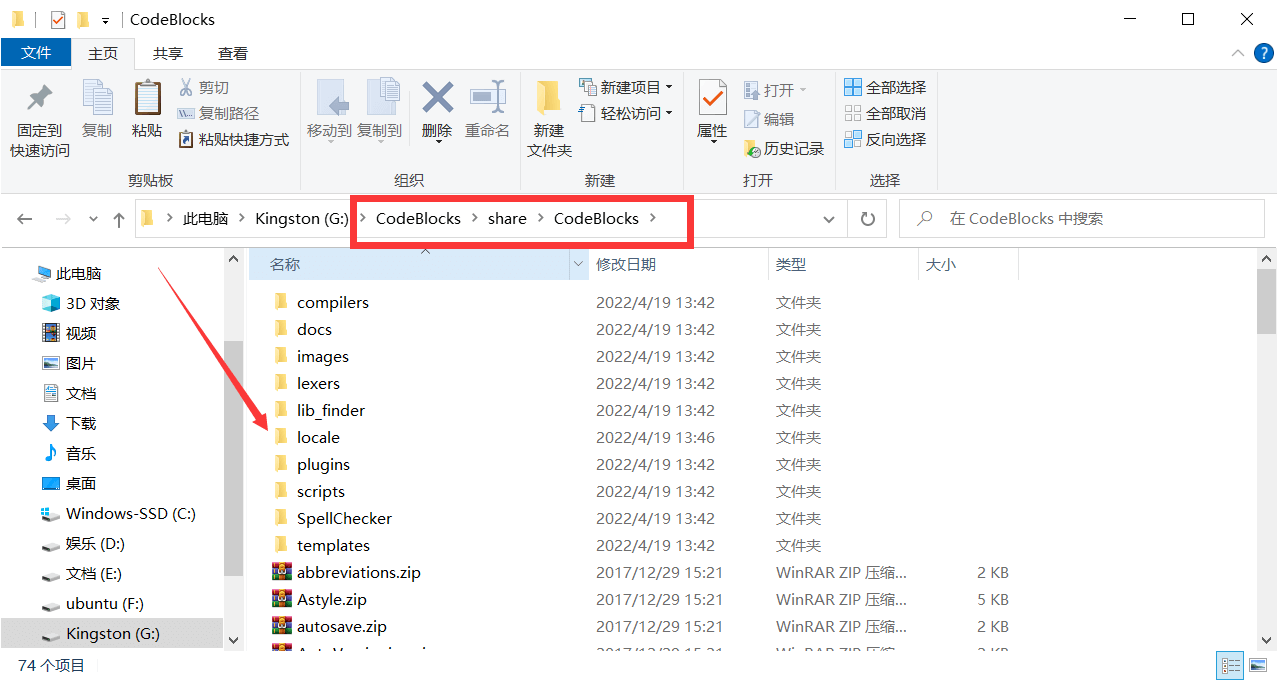 CodeBlocks
文件 主页 共享 查看
固定到
快速访问
复制
粘贴
剪切
复制路径
粘贴快捷方式
剪贴板
移动到
复制到
删除
重命名
组织
新建
文件夹
新建项目
轻松访问
新建
属性
打开
编辑
历史记录
打开
全部选择
全部取消
反向选择
选择
此电脑 > Kingston (G:) > CodeBlocks > share > CodeBlocks >
在 CodeBlocks 中搜索
此电脑
3D 对象
视频
图片
文档
下载
音乐
桌面
Windows-SSD (C:)
娱乐 (D:)
文档 (E:)
ubuntu (F:)
Kingston (G:)
名称 修改日期 类型 大小
compilers 2022/4/19 13:42 文件夹
docs 2022/4/19 13:42 文件夹
images 2022/4/19 13:42 文件夹
lexers 2022/4/19 13:42 文件夹
lib_finder 2022/4/19 13:42 文件夹
locale 2022/4/19 13:46 文件夹
plugins 2022/4/19 13:42 文件夹
scripts 2022/4/19 13:42 文件夹
SpellChecker 2022/4/19 13:42 文件夹
templates 2022/4/19 13:42 文件夹
abbreviations.zip 2017/12/29 15:21 WinRAR ZIP 压缩... 2 KB
Astyle.zip 2017/12/29 15:21 WinRAR ZIP 压缩... 5 KB
autosave.zip 2017/12/29 15:21 WinRAR ZIP 压缩... 2 KB
74 个项目